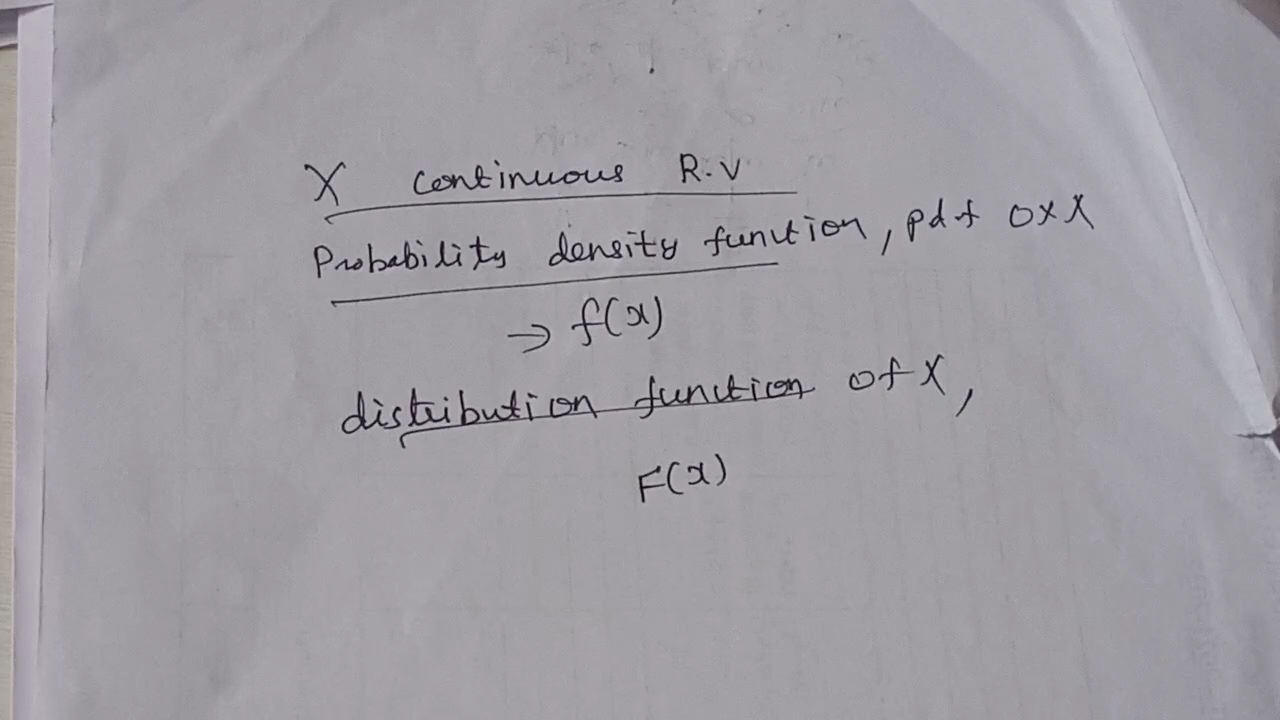 X continuous R.V
Probability density function, pdf of X
→ f(x)
distribution function of X,
F(x)